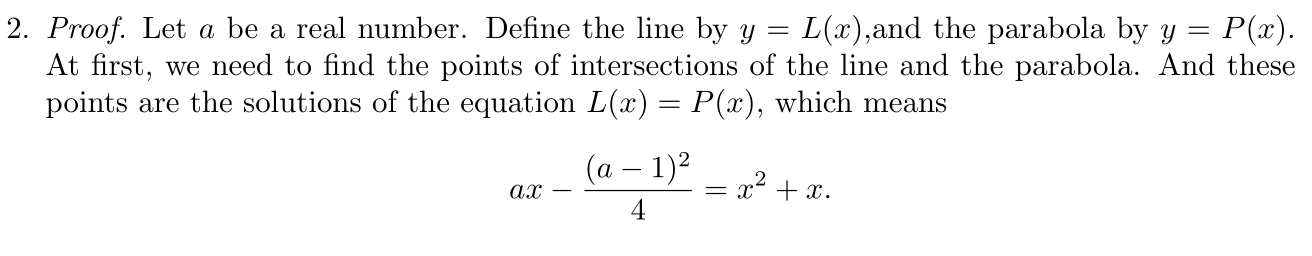 2. Proof. Let a be a real number. Define the line by y = L(x),and the parabola by y = P(x).
At first, we need to find the points of intersections of the line and the parabola. And these
points are the solutions of the equation L(x) = P(x), which means
ax − (a − 1)²/4 = x² + x.